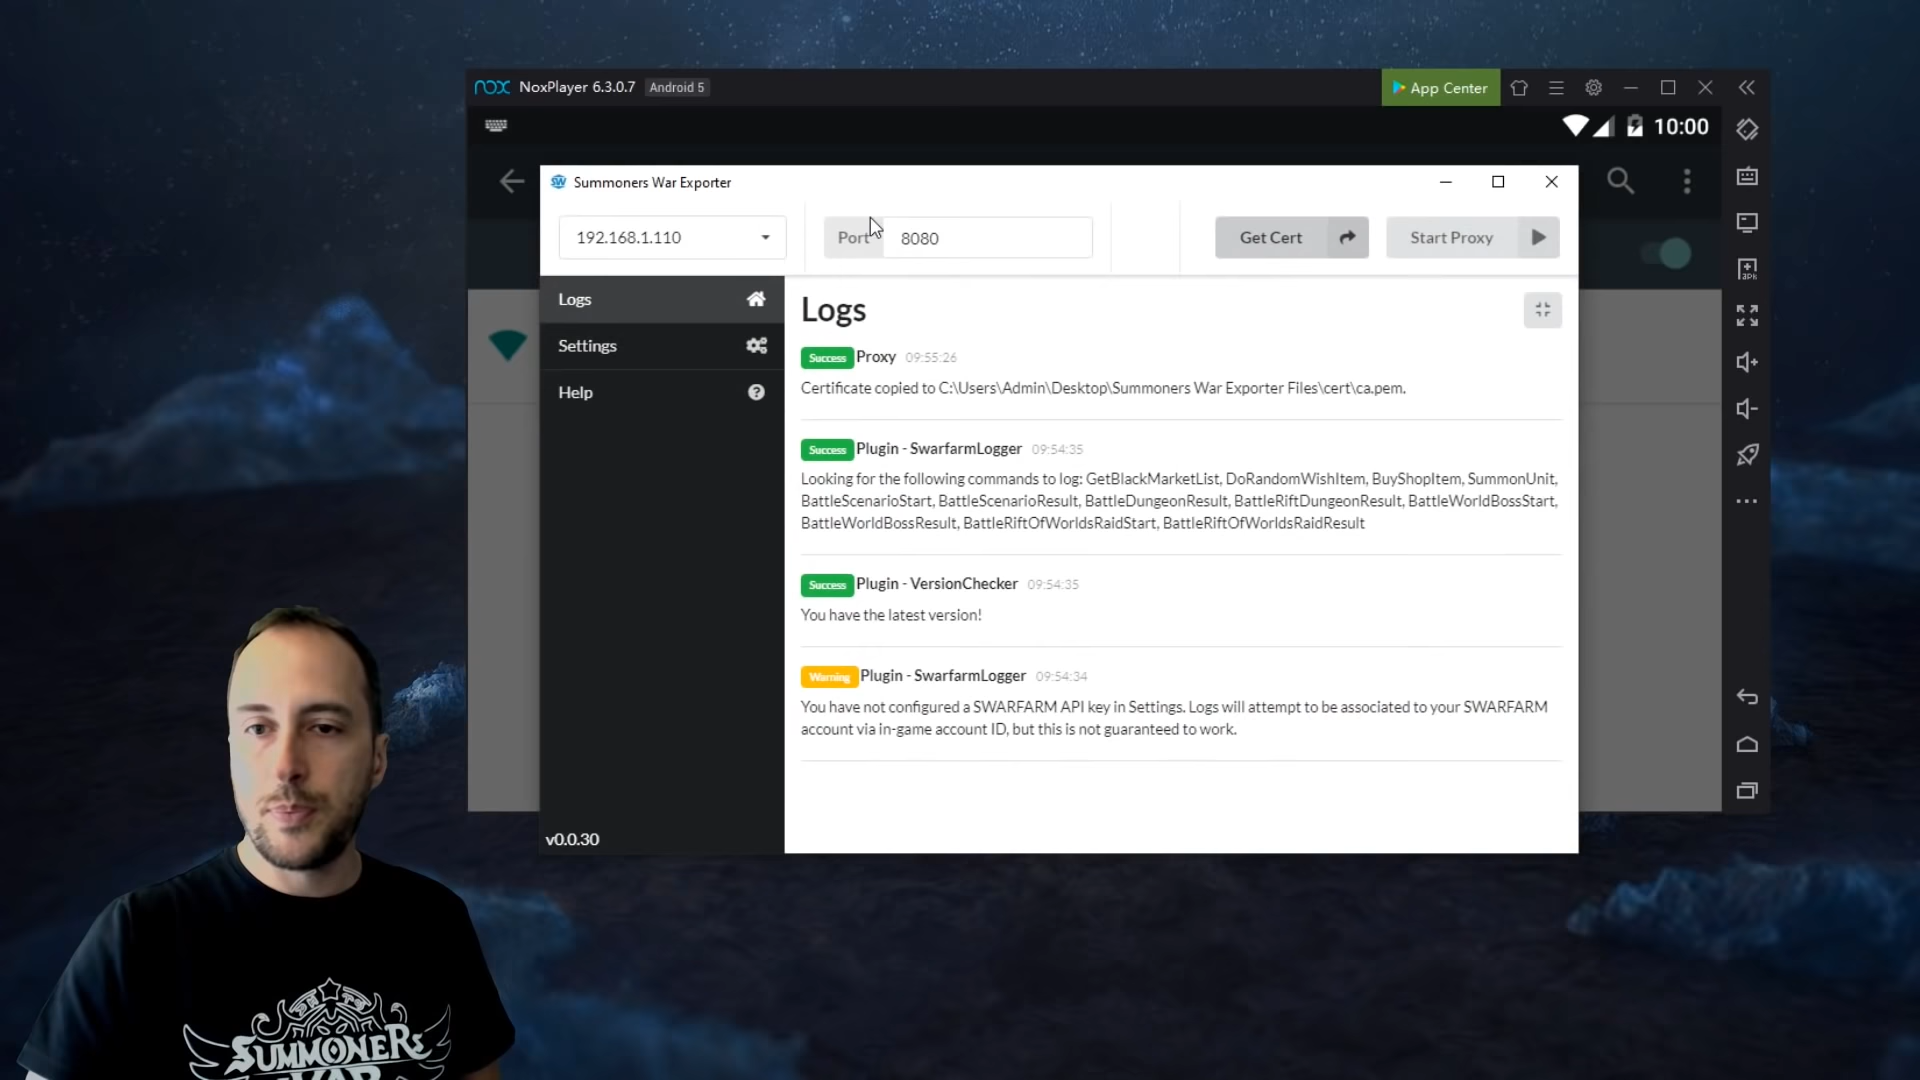 nox NoxPlayer 6.3.0.7 Android 5
App Center
10:00
SW Summoners War Exporter
192.168.1.110
Port 8080
Get Cert
Start Proxy
Logs
Settings
Help
v0.0.30
Logs
Success Proxy 09:55:26
Certificate copied to C:\Users\Admin\Desktop\Summoners War Exporter Files\cert\ca.pem.
Success Plugin - SwarfarmLogger 09:54:35
Looking for the following commands to log: GetBlackMarketList, DoRandomWishItem, BuyShopItem, SummonUnit,
BattleScenarioStart, BattleScenarioResult, BattleDungeonResult, BattleRiftDungeonResult, BattleWorldBossStart,
BattleWorldBossResult, BattleRiftOfWorldsRaidStart, BattleRiftOfWorldsRaidResult
Success Plugin - VersionChecker 09:54:35
You have the latest version!
Warning Plugin - SwarfarmLogger 09:54:34
You have not configured a SWARFARM API key in Settings. Logs will attempt to be associated to your SWARFARM
account via in-game account ID, but this is not guaranteed to work.
SUMMONERS
WAR